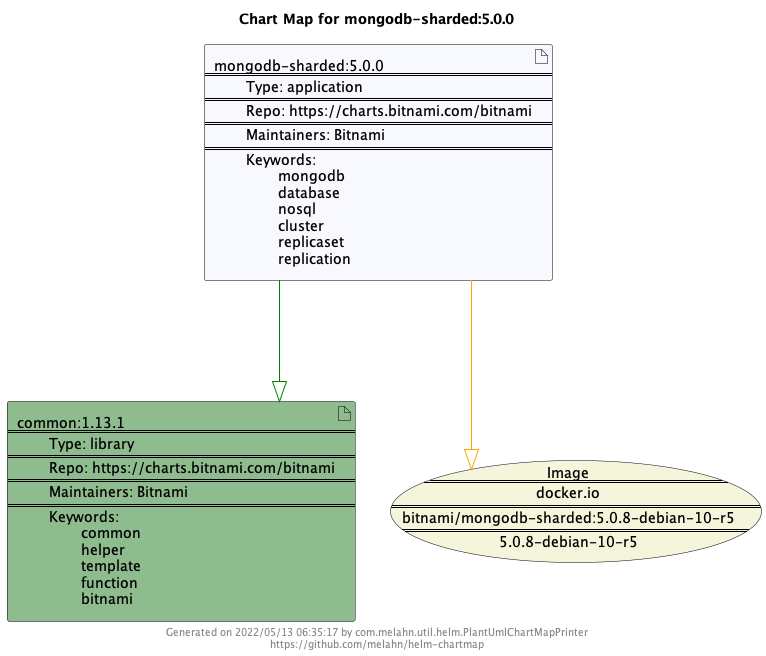 Chart Map for mongodb-sharded:5.0.0
mongodb-sharded:5.0.0
Type: application
Repo: https://charts.bitnami.com/bitnami
Maintainers: Bitnami
Keywords:
mongodb
database
nosql
cluster
replicaset
replication
common:1.13.1
Type: library
Repo: https://charts.bitnami.com/bitnami
Maintainers: Bitnami
Keywords:
common
helper
template
function
bitnami
Image
docker.io
bitnami/mongodb-sharded:5.0.8-debian-10-r5
5.0.8-debian-10-r5
Generated on 2022/05/13 06:35:17 by com.melahn.util.helm.PlantUmlChartMapPrinter
https://github.com/melahn/helm-chartmap